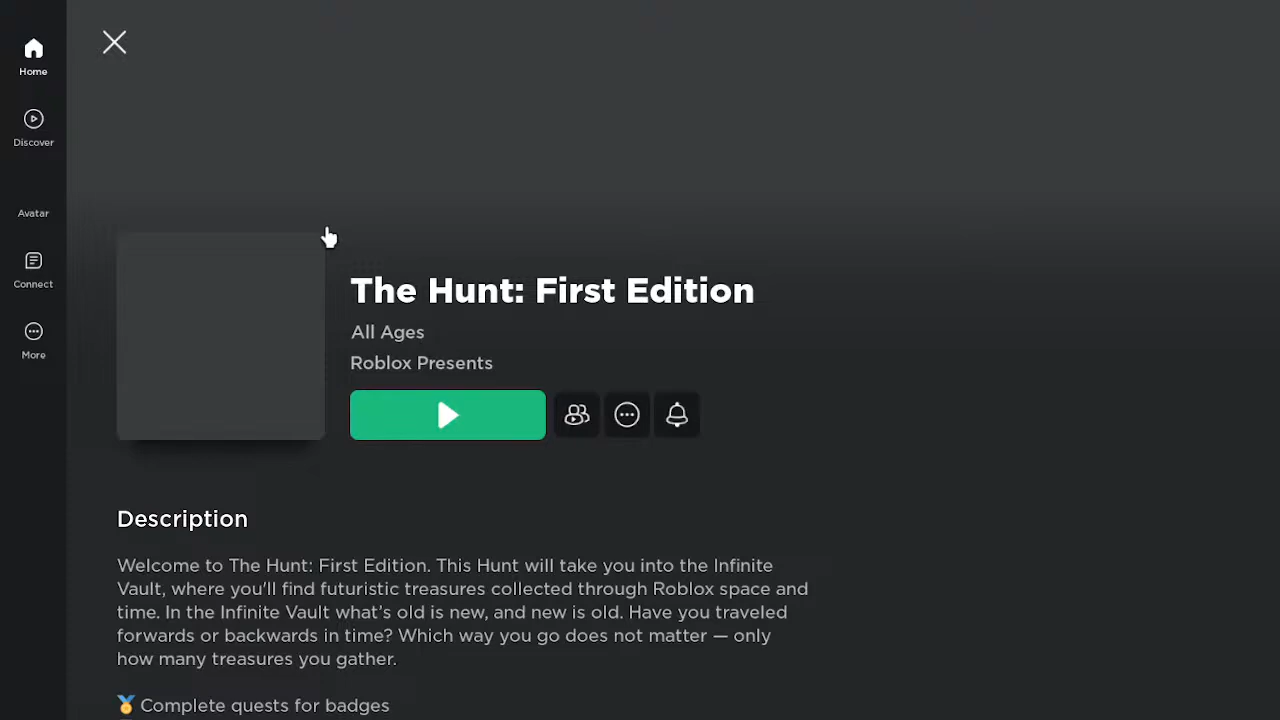 Home
Discover
Avatar
Connect
More
The Hunt: First Edition
All Ages
Roblox Presents
Description
Welcome to The Hunt: First Edition. This Hunt will take you into the Infinite
Vault, where you'll find futuristic treasures collected through Roblox space and
time. In the Infinite Vault what’s old is new, and new is old. Have you traveled
forwards or backwards in time? Which way you go does not matter — only
how many treasures you gather.
🏅Complete quests for badges